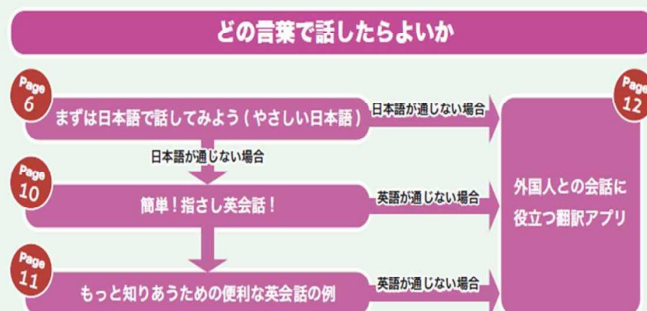 どの言葉で話したらよいか
Page
6
まずは日本語で話してみよう(やさしい日本語)
日本語が通じない場合
Page
12
日本語が通じない場合
Page
10
簡単!指さし英会話!
英語が通じない場合
外国人との会話に
役立つ翻訳アプリ
Page
11
もっと知りあうための便利な英会話の例
英語が通じない場合